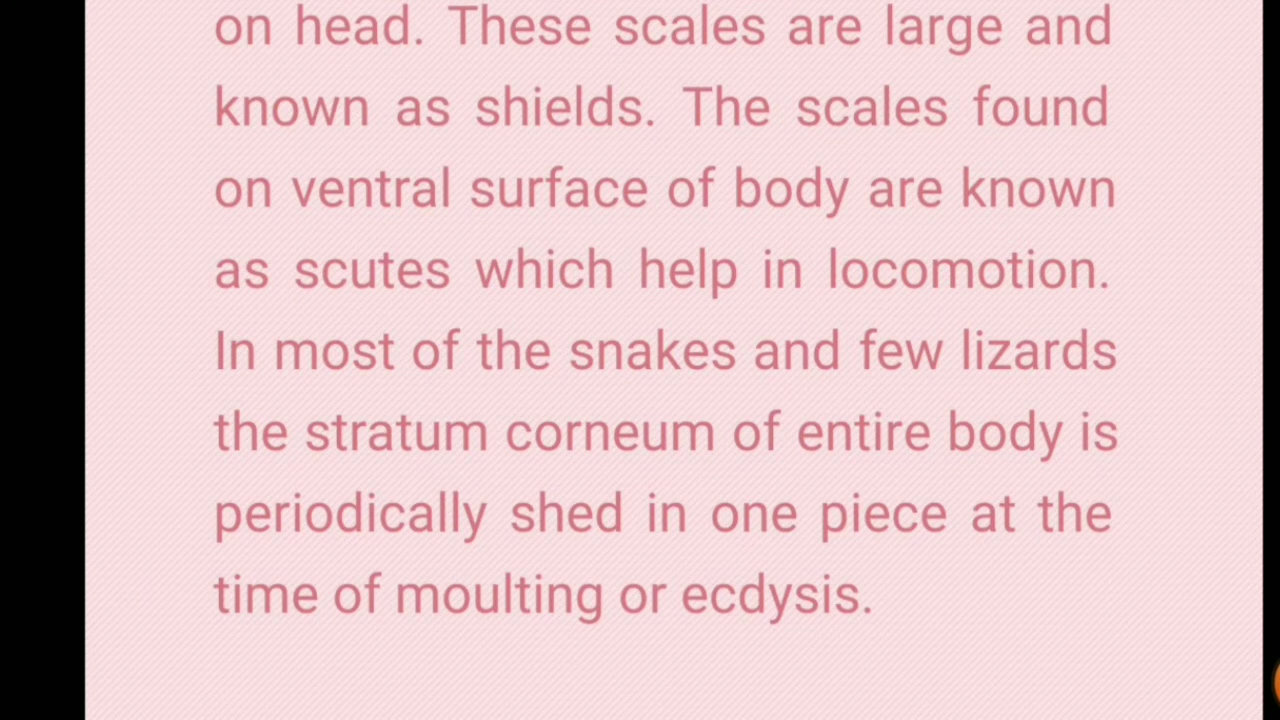 on head. These scales are large and
known as shields. The scales found
on ventral surface of body are known
as scutes which help in locomotion.
In most of the snakes and few lizards
the stratum corneum of entire body is
periodically shed in one piece at the
time of moulting or ecdysis.